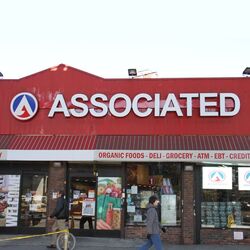 ASSOCIATED
ORGANIC FOODS - DELI - GROCERY - ATM - EBT - CREDIT